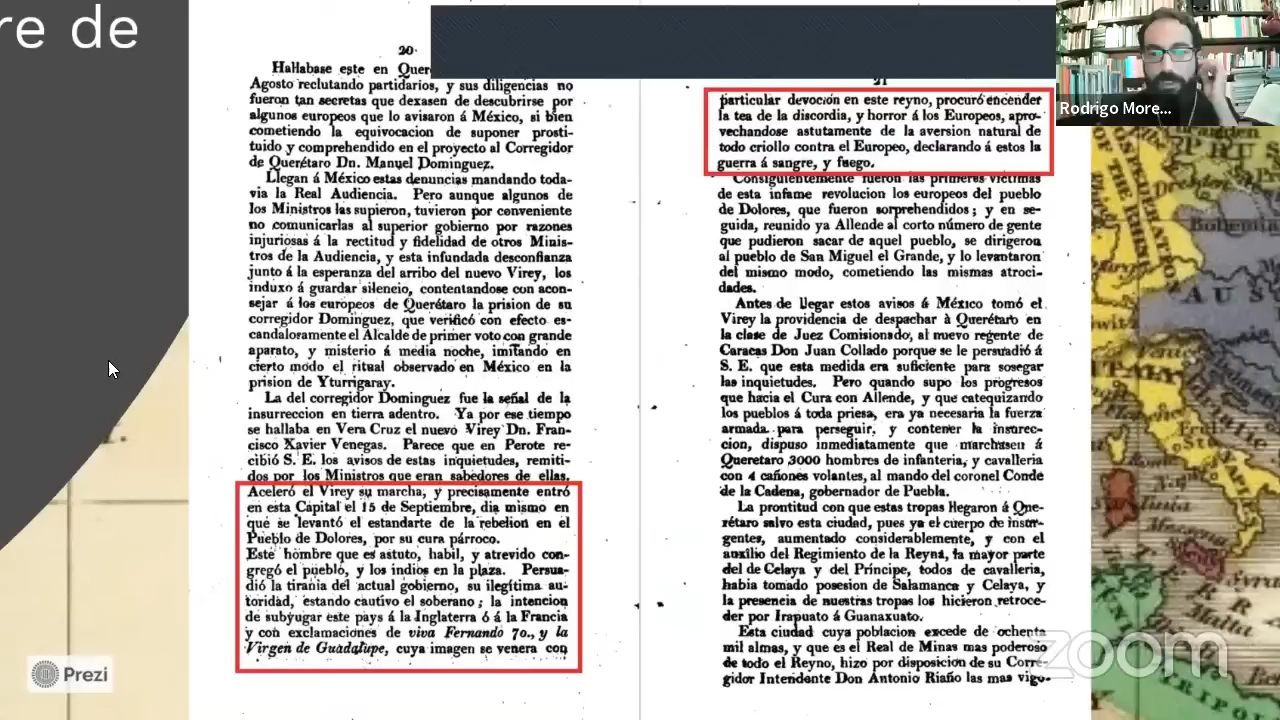 re de
20
Hallabase este en Quer
Agosto reclutando partidarios, y sus diligencias no
fueron tan secretas que dexasen de descubrirse por
algunos europeos que lo avisaron á México, si bien
cometiendo la equivocacion de suponer prosti-
tuido y comprehendido en el proyecto al Corregidor
de Querétaro Dn. Manuel Dominguez.
Llegan á México estas denuncias mandando toda-
via la Real Audiencia. Pero aunque algunos de
los Ministros las supieron, tuvieron por conveniente
no comunicarlas al superior gobierno por razones
injuriosas á la rectitud y fidelidad de otros Minis-
tros de la Audiencia, y esta infundada desconfianza
junto á la esperanza del arribo del nuevo Virey, los
induxo á guardar silencio, contentandose con acon-
sejar á los europeos de Querétaro la prision de su
corregidor Dominguez, que verificó con efecto es-
candalorosamente el Alcalde de primer voto con grande
aparato, y misterio á media noche, imitando en
cierto modo el ritual observado en México en la
prision de Yturrigaray.
La del corregidor Dominguez fue la señal de la
insurreccion en tierra adentro. Ya por ese tiempo
se hallaba en Vera Cruz el nuevo Virey Dn. Fran-
cisco Xavier Venegas. Parece que en Perote re-
cibió S. E. los avisos de estas inquietudes, remiti-
dos por los Ministros que eran sabedores de ellas.
Aceleró el Virey su marcha, y precisamente entró
en esta Capital el 15 de Septiembre, dia mismo en
que se levantó el estandarte de la rebelion en el
Pueblo de Dolores, por su cura párroco.
Este hombre que es astuto, habil, y atrevido con-
gregó el pueblo, y los indios en la plaza. Persua-
dió la tirania del actual gobierno, su ilegítima au-
toridad, estando cautivo el soberano; la intencion
de subyugar este pays á la Inglaterra ó á la Francia
y con exclamaciones de viva Fernando 7o., y la
Virgen de Guadalupe, cuya imagen se venera con
21
particular devocion en este reyno, procuró encender
la tea de la discordia, y horror á los Europeos, apro-
vechandose astutamente de la aversion natural de
todo criollo contra el Europeo, declarando á estos la
guerra á sangre, y fuego.
Consiguientemente fueron las primeras víctimas
de esta infame revolucion los europeos del pueblo
de Dolores, que fueron sorprehendidos; y en se-
guida, reunido ya Allende al corto número de gente
que pudieron sacar de aquel pueblo, se dirigeron
al pueblo de San Miguel el Grande, y lo levantaron
del mismo modo, cometiendo las mismas atroci-
dades.
Antes de llegar estos avisos á México tomó el
Virey la providencia de despachar à Querétaro en
la clase de Juez Comisionado, al nuevo regente de
Caracas Don Juan Collado porque se le persuadió á
S. E. que esta medida era suficiente para sosegar
las inquietudes. Pero quando supo los progresos
que hacia el Cura con Allende, y que catequizando
los pueblos á toda priesa, era ya necesaria la fuerza
armada para perseguir, y contener la insurec-
cion, dispuso inmediatamente que marchasen á
Queretaro 3000 hombres de infanteria, y cavalleria
con 4 cañones volantes, al mando del coronel Conde
de la Cadena, gobernador de Puebla.
La prontitud con que estas tropas llegaron á Que-
rétaro salvo esta ciudad, pues ya el cuerpo de insur-
gentes, aumentado considerablemente, y con el
auxilio del Regimiento de la Reyna, la mayor parte
del de Celaya y del Príncipe, todos de cavalleria,
habia tomado posesion de Salamanca y Celaya, y
la presencia de nuestras tropas los hicieron retroce-
der por Irapuato á Guanaxuato.
Esta ciudad cuya poblacion excede de ochenta
mil almas, y que es el Real de Minas mas poderoso
de todo el Reyno, hizo por disposicion de su Corre-
gidor Intendente Don Antonio Riaño las mas vigo-
Rodrigo More...
Prezi
zoom